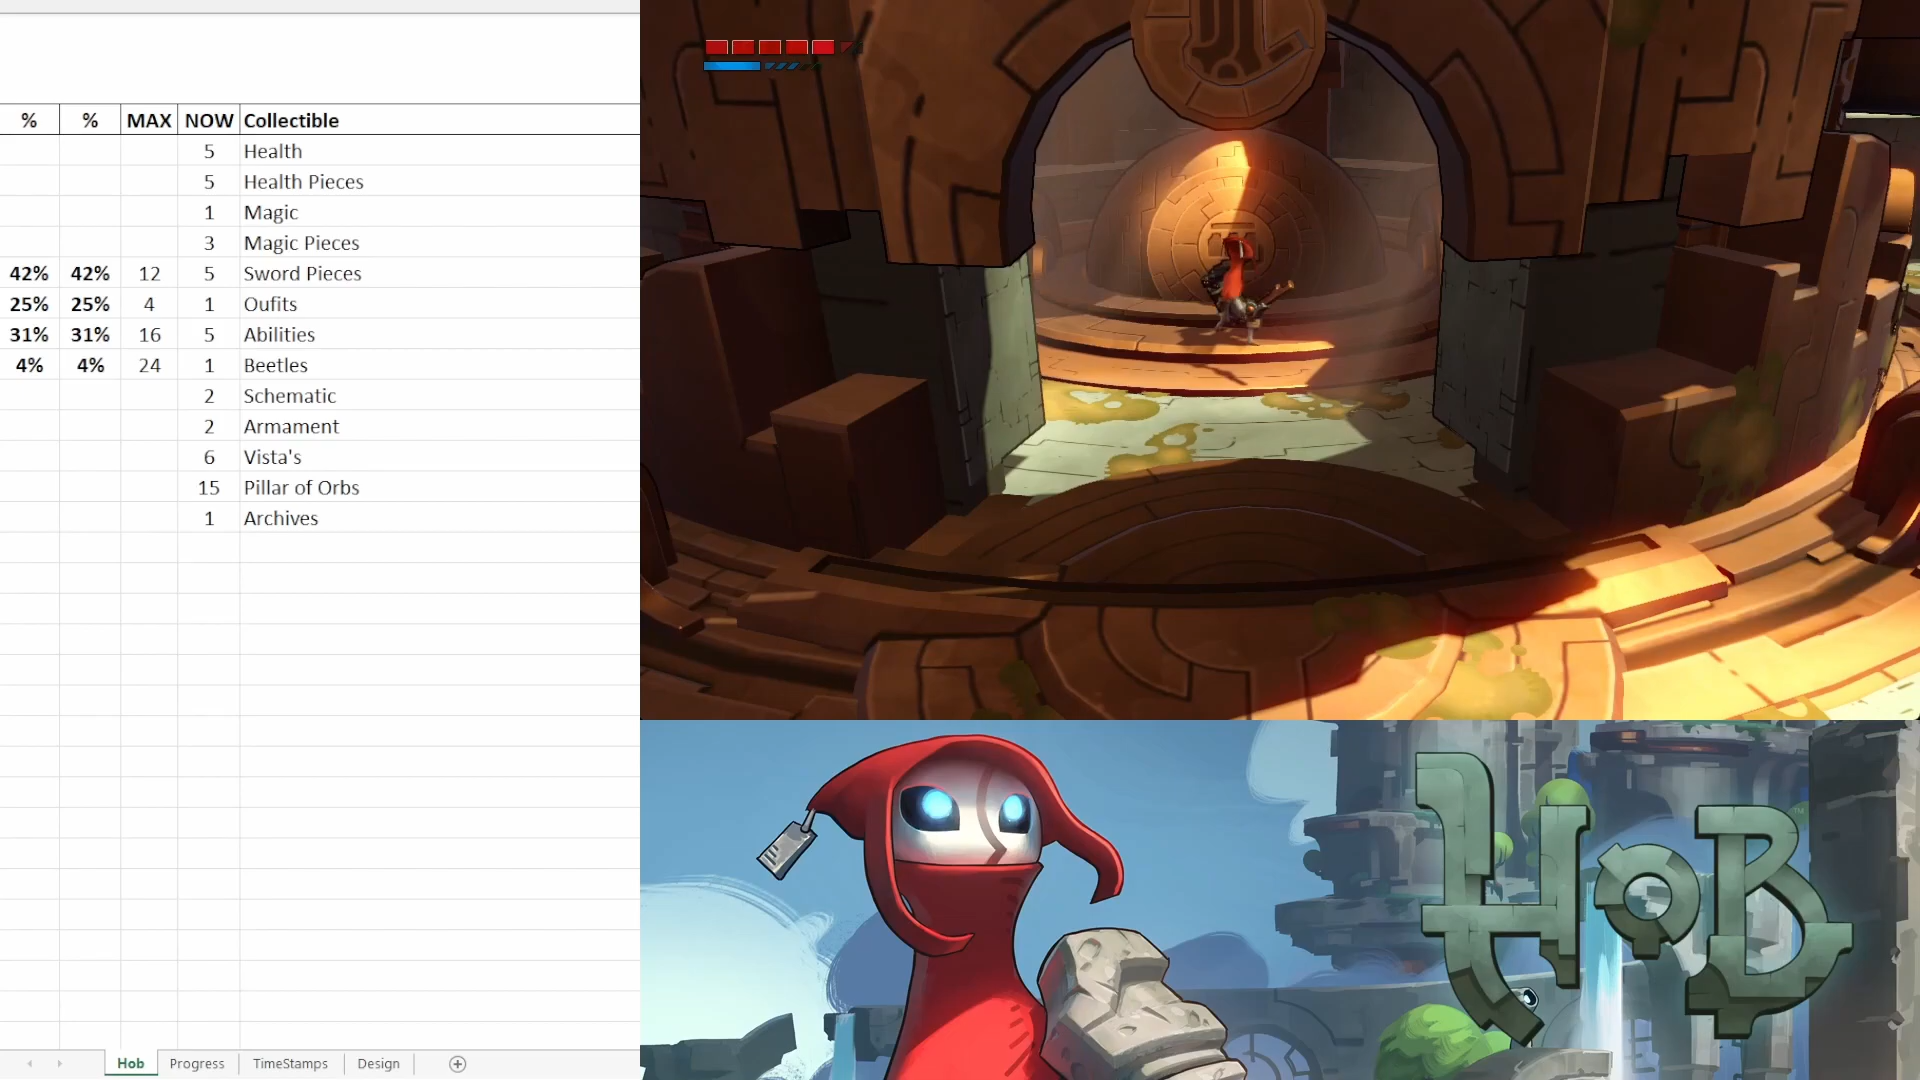 % % MAX NOW Collectible
5 Health
5 Health Pieces
1 Magic
3 Magic Pieces
42% 42% 12 5 Sword Pieces
25% 25% 4 1 Oufits
31% 31% 16 5 Abilities
4% 4% 24 1 Beetles
2 Schematic
2 Armament
6 Vista's
15 Pillar of Orbs
1 Archives
Hob Progress TimeStamps Design
HOB